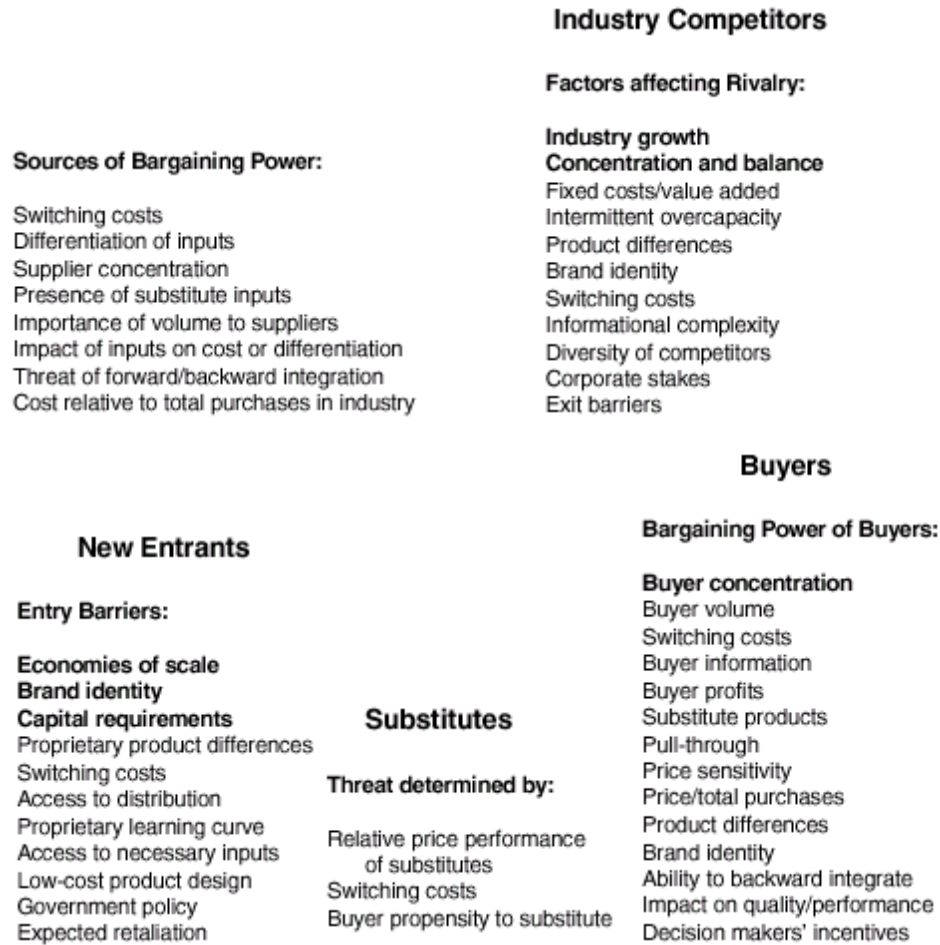 Industry Competitors
Factors affecting Rivalry:
Industry growth
Concentration and balance
Fixed costs/value added
Intermittent overcapacity
Product differences
Brand identity
Switching costs
Informational complexity
Diversity of competitors
Corporate stakes
Exit barriers
Sources of Bargaining Power:
Switching costs
Differentiation of inputs
Supplier concentration
Presence of substitute inputs
Importance of volume to suppliers
Impact of inputs on cost or differentiation
Threat of forward/backward integration
Cost relative to total purchases in industry
Buyers
Bargaining Power of Buyers:
Buyer concentration
Buyer volume
Switching costs
Buyer information
Buyer profits
Substitute products
Pull-through
Price sensitivity
Price/total purchases
Product differences
Brand identity
Ability to backward integrate
Impact on quality/performance
Decision makers' incentives
New Entrants
Entry Barriers:
Economies of scale
Brand identity
Capital requirements
Proprietary product differences
Switching costs
Access to distribution
Proprietary learning curve
Access to necessary inputs
Low-cost product design
Government policy
Expected retaliation
Substitutes
Threat determined by:
Relative price performance
of substitutes
Switching costs
Buyer propensity to substitute